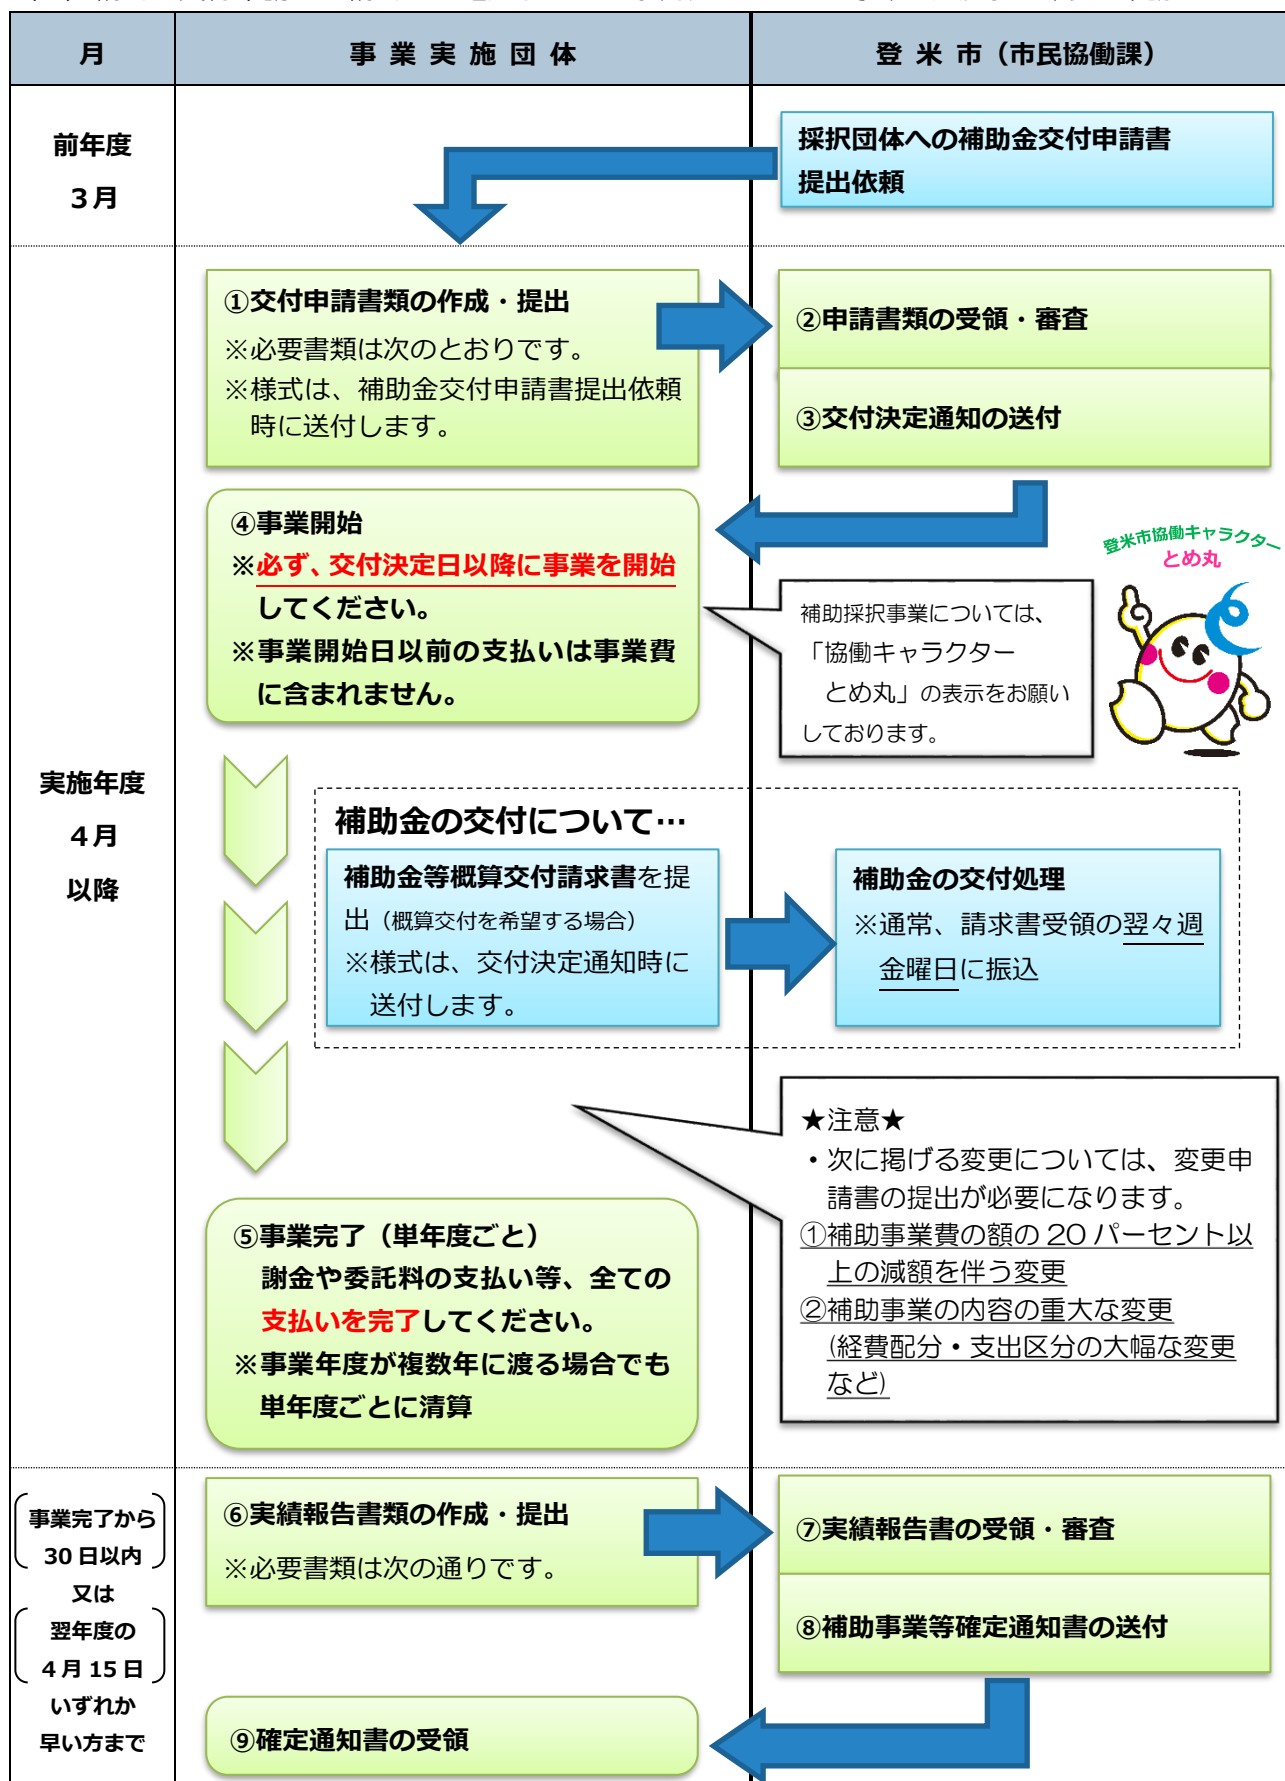 月
事業実施団体
登米市（市民協働課）
前年度
３月
採択団体への補助金交付申請書
提出依頼
実施年度
４月
以降
①交付申請書類の作成・提出
※必要書類は次のとおりです。
※様式は、補助金交付申請書提出依頼
時に送付します。
②申請書類の受領・審査
③交付決定通知の送付
④事業開始
※必ず、交付決定日以降に事業を開始
してください。
※事業開始日以前の支払いは事業費
に含まれません。
登米市協働キャラクター
とめ丸
補助採択事業については、
「協働キャラクター
とめ丸」の表示をお願い
しております。
補助金の交付について…
補助金等概算交付請求書を提
出（概算交付を希望する場合）
※様式は、交付決定通知時に
送付します。
補助金の交付処理
※通常、請求書受領の翌々週
金曜日に振込
★注意★
・次に掲げる変更については、変更申
請書の提出が必要になります。
①補助事業費の額の 20 パーセント以
上の減額を伴う変更
②補助事業の内容の重大な変更
(経費配分・支出区分の大幅な変更
など)
⑤事業完了（単年度ごと）
謝金や委託料の支払い等、全ての
支払いを完了してください。
※事業年度が複数年に渡る場合でも
単年度ごとに清算
事業完了から
30 日以内
又は
翌年度の
４月 15 日
いずれか
早い方まで
⑥実績報告書類の作成・提出
※必要書類は次の通りです。
⑦実績報告書の受領・審査
⑧補助事業等確定通知書の送付
⑨確定通知書の受領